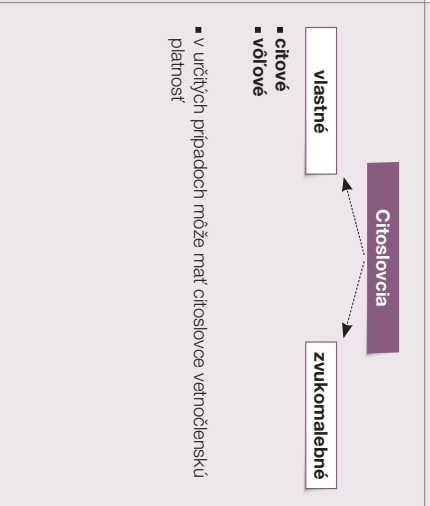 Citoslovcia
vlastné
zvukomalebné
▪ citové
▪ vôľové
▪ v určitých prípadoch môže mať citoslovce vetnočlenskú
platnosť